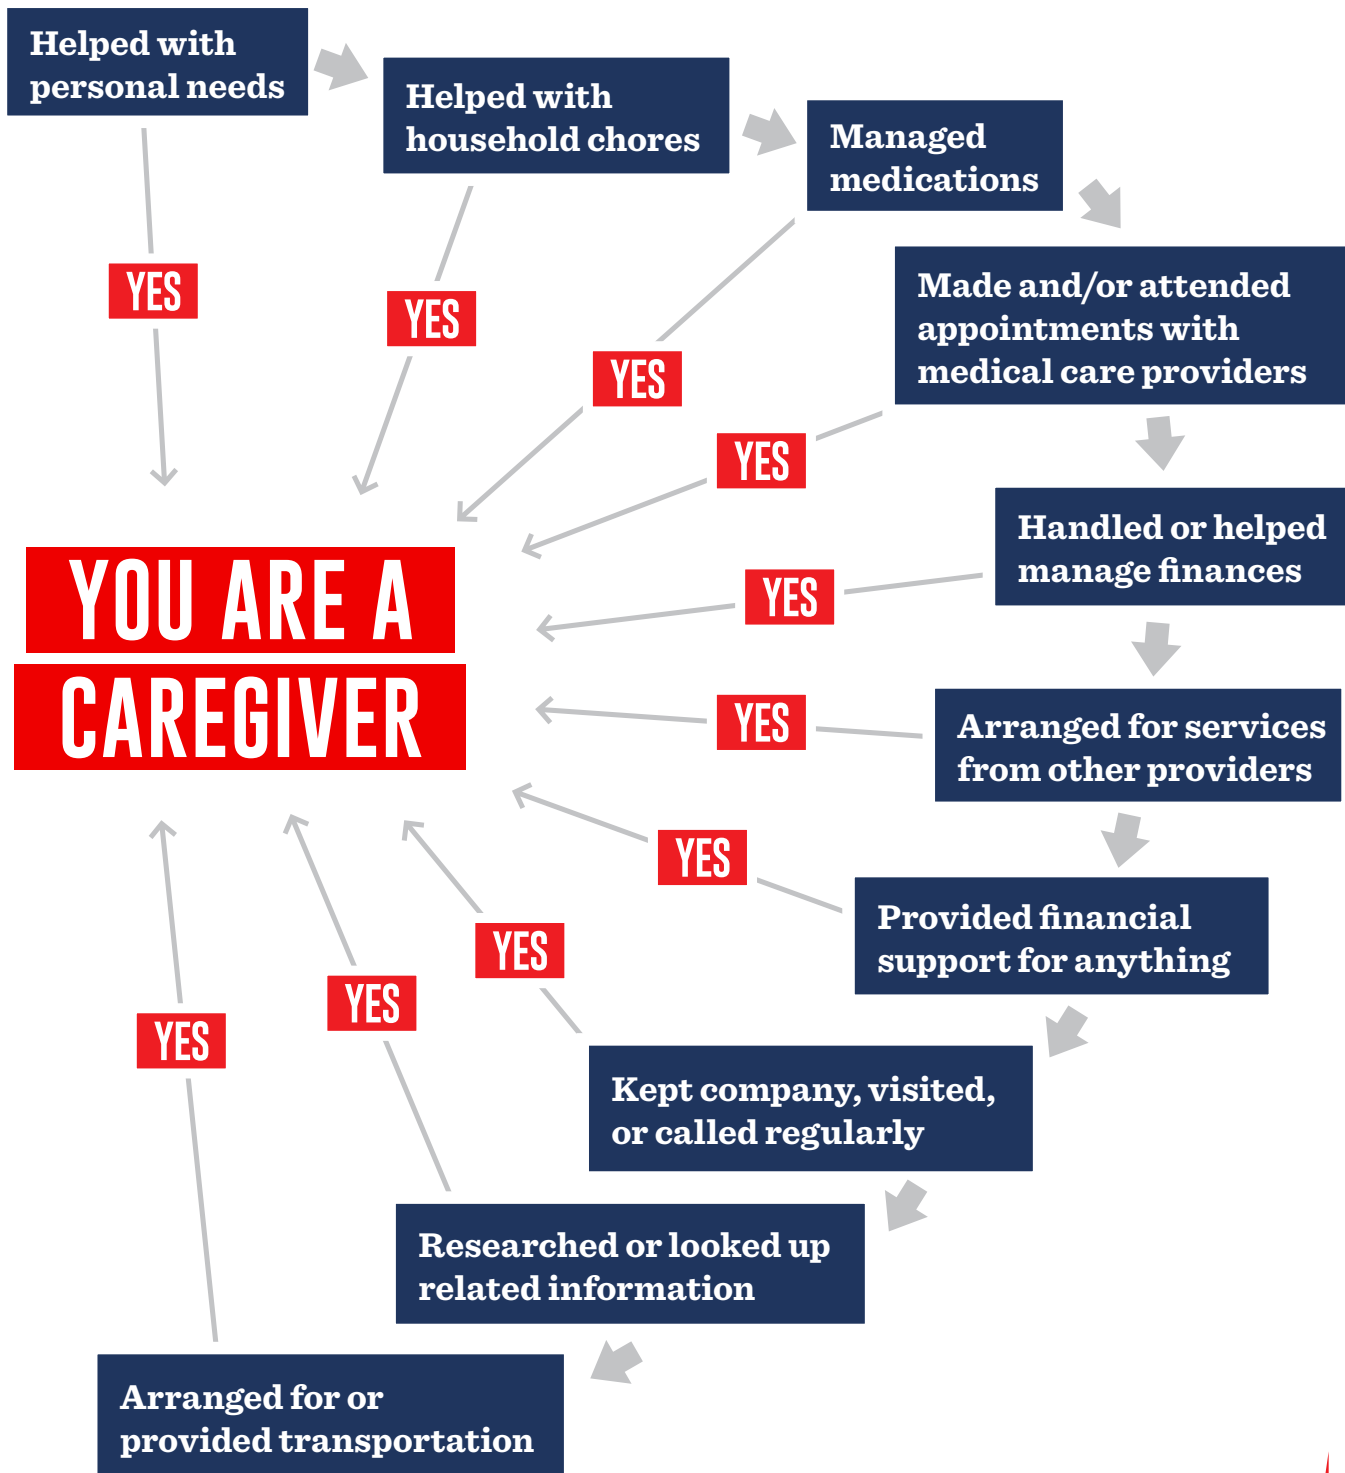 Helped with
personal needs
Helped with
household chores
Managed
medications
Made and/or attended
appointments with
medical care providers
Handled or helped
manage finances
Arranged for services
from other providers
Provided financial
support for anything
Kept company, visited,
or called regularly
Researched or looked up
related information
Arranged for or
provided transportation
YES
YES
YES
YES
YES
YES
YES
YES
YES
YES
YOU ARE A
CAREGIVER